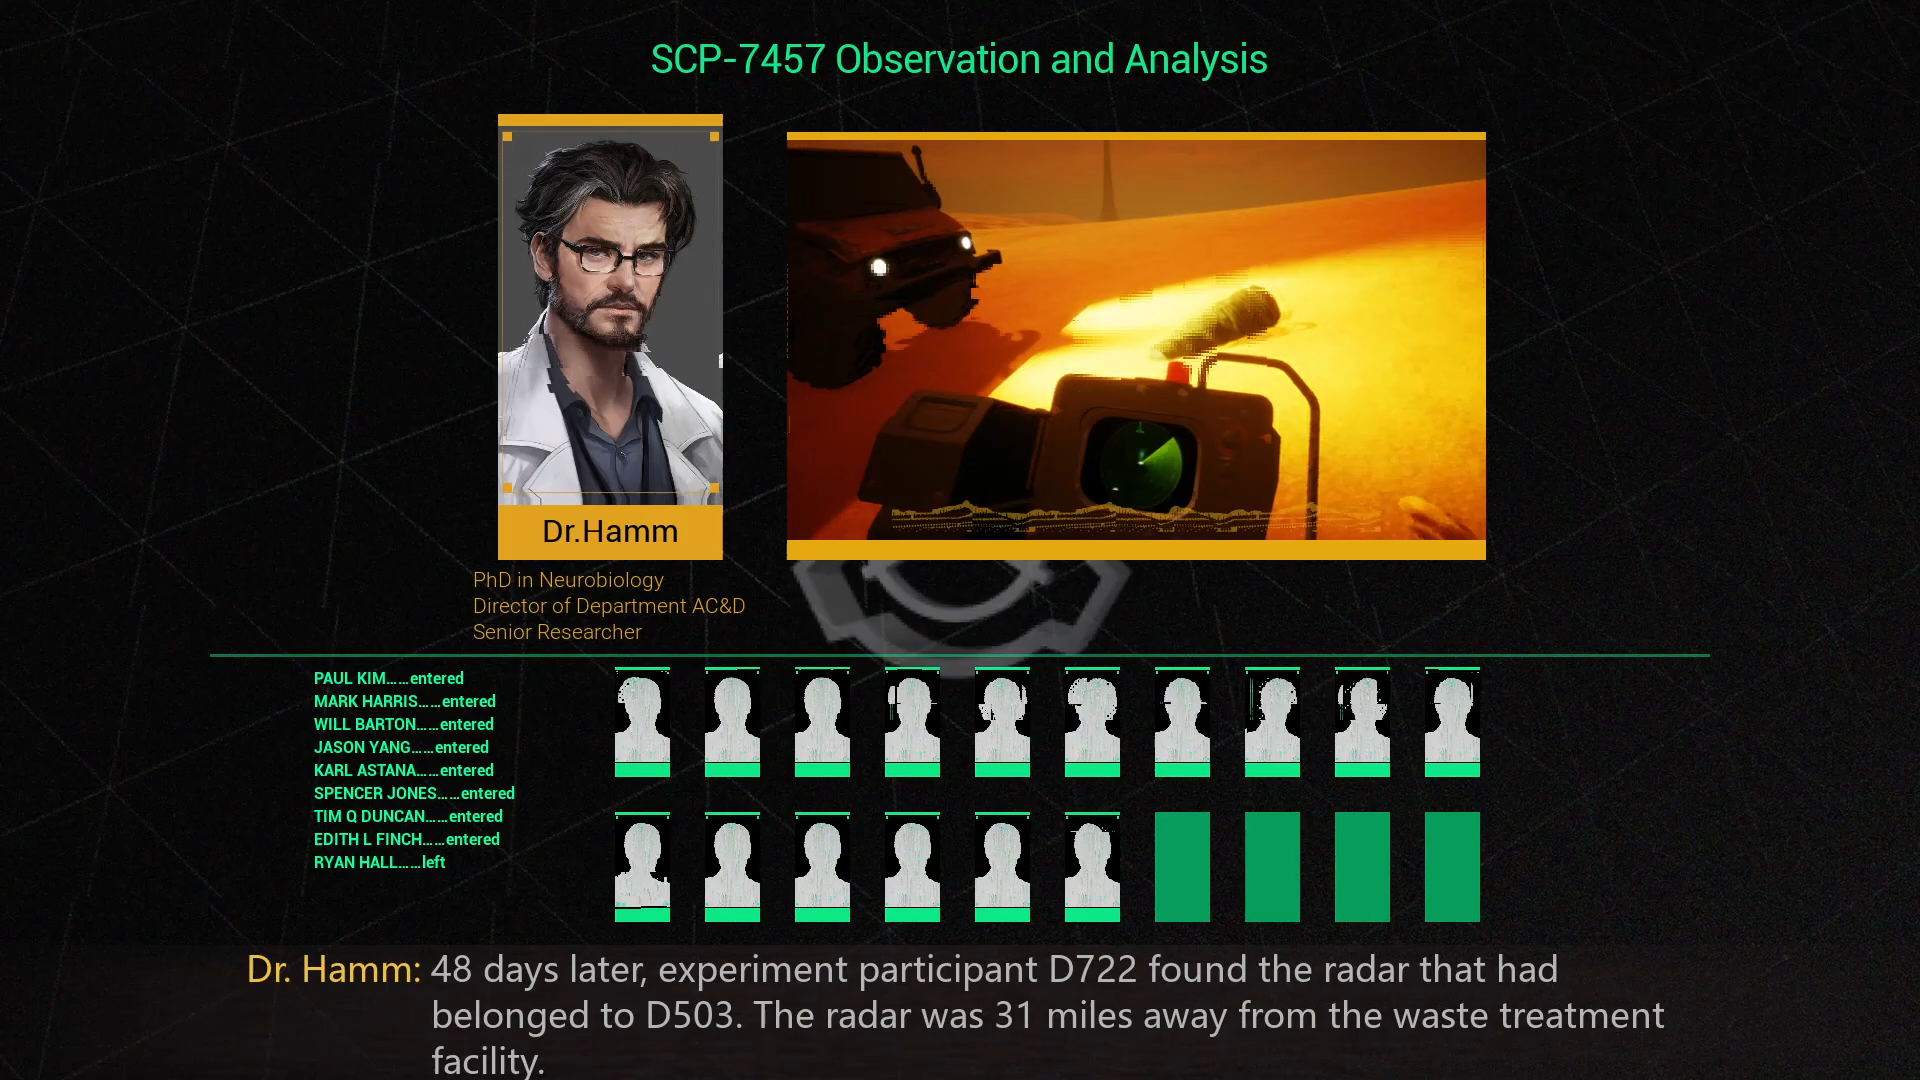 SCP-7457 Observation and Analysis
Dr.Hamm
PhD in Neurobiology
Director of Department AC&D
Senior Researcher
PAUL KIM......entered
MARK HARRIS......entered
WILL BARTON......entered
JASON YANG......entered
KARL ASTANA......entered
SPENCER JONES......entered
TIM Q DUNCAN......entered
EDITH L FINCH......entered
RYAN HALL......left
Dr. Hamm: 48 days later, experiment participant D722 found the radar that had
belonged to D503. The radar was 31 miles away from the waste treatment
facility.